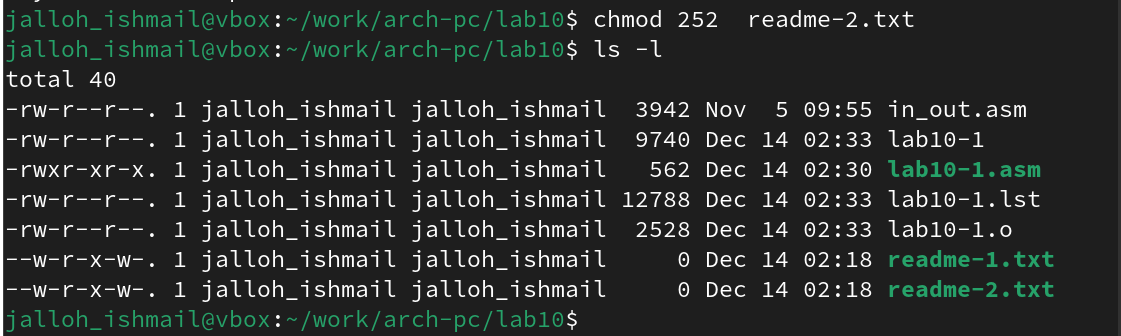 jalloh_ishmail@vbox:~/work/arch-pc/lab10$ chmod 252  readme-2.txt
jalloh_ishmail@vbox:~/work/arch-pc/lab10$ ls -l
total 40
-rw-r--r--. 1 jalloh_ishmail jalloh_ishmail  3942 Nov  5 09:55 in_out.asm
-rw-r--r--. 1 jalloh_ishmail jalloh_ishmail  9740 Dec 14 02:33 lab10-1
-rwxr-xr-x. 1 jalloh_ishmail jalloh_ishmail   562 Dec 14 02:30 lab10-1.asm
-rw-r--r--. 1 jalloh_ishmail jalloh_ishmail 12788 Dec 14 02:33 lab10-1.lst
-rw-r--r--. 1 jalloh_ishmail jalloh_ishmail  2528 Dec 14 02:33 lab10-1.o
--w-r-x-w-. 1 jalloh_ishmail jalloh_ishmail     0 Dec 14 02:18 readme-1.txt
--w-r-x-w-. 1 jalloh_ishmail jalloh_ishmail     0 Dec 14 02:18 readme-2.txt
jalloh_ishmail@vbox:~/work/arch-pc/lab10$